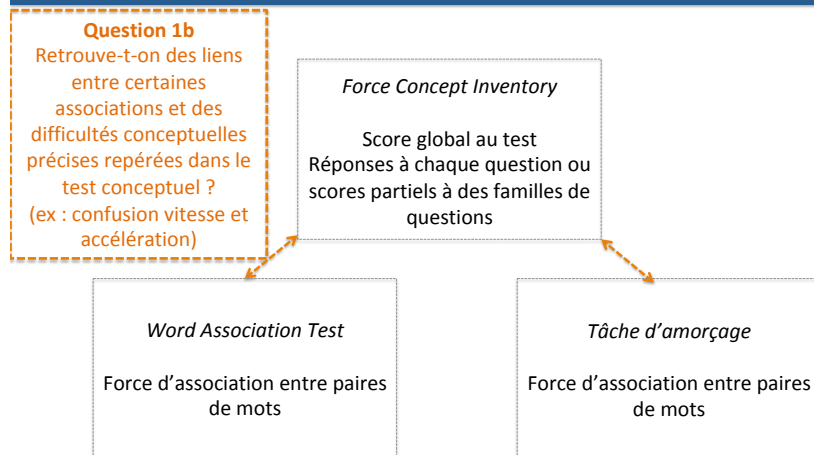 Question 1b
Retrouve-t-on des liens
entre certaines
associations et des
difficultés conceptuelles
précises repérées dans le
test conceptuel ?
(ex : confusion vitesse et
accélération)
Force Concept Inventory
Score global au test
Réponses à chaque question ou
scores partiels à des familles de
questions
Word Association Test
Force d’association entre paires
de mots
Tâche d’amorçage
Force d’association entre paires
de mots